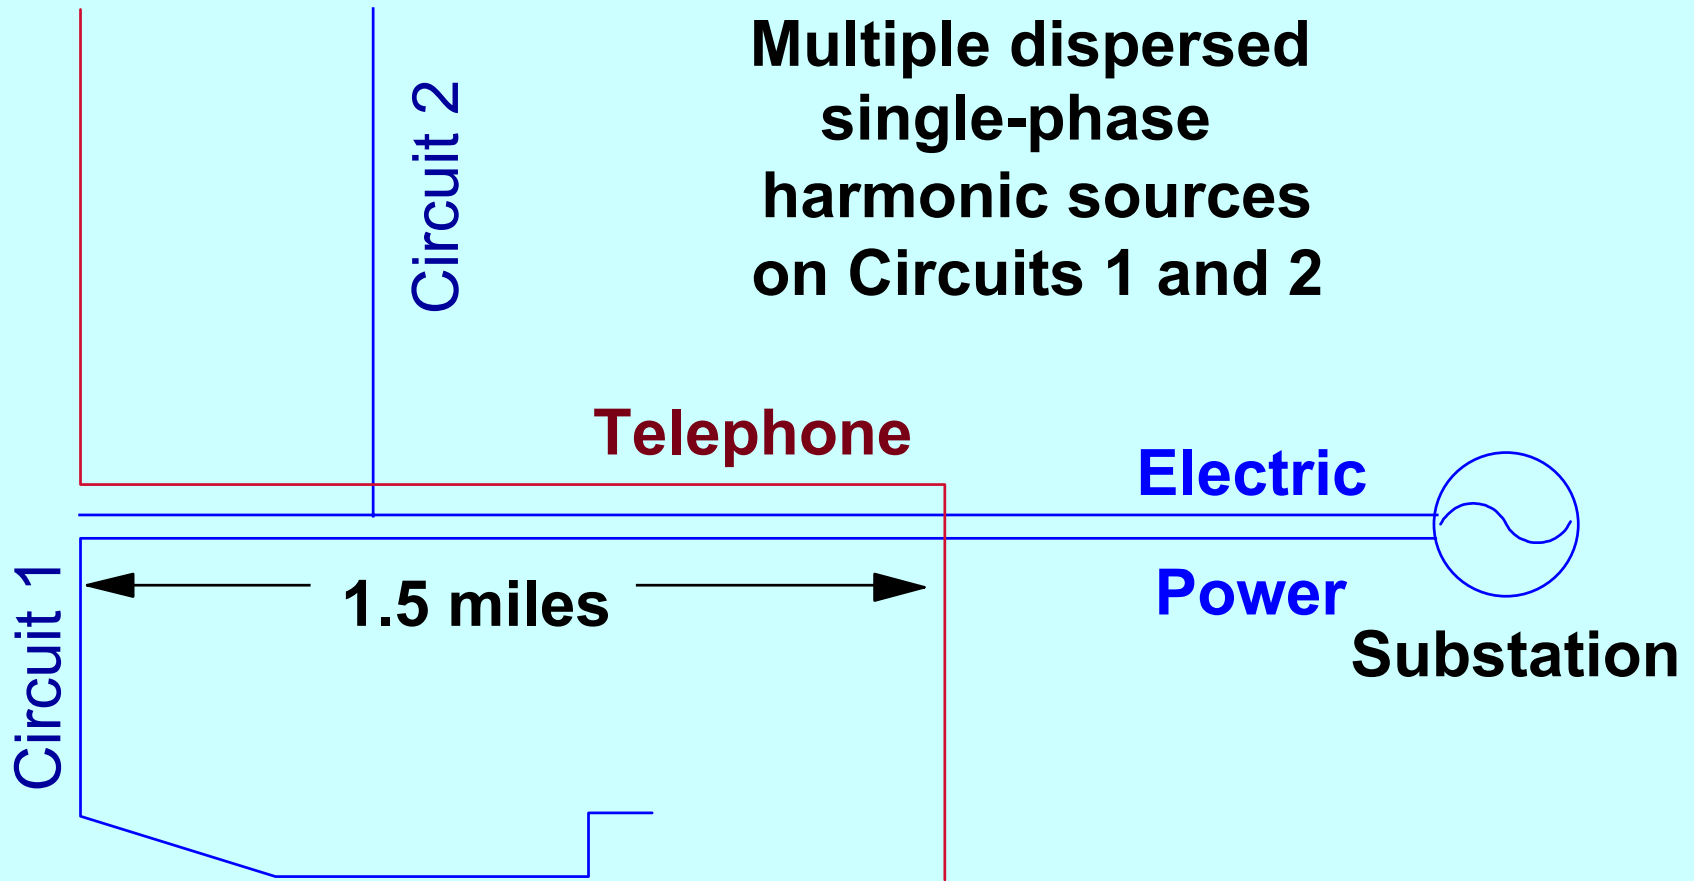 Multiple dispersed
single-phase
harmonic sources
on Circuits 1 and 2
Circuit 2
Telephone
Electric
Power
Substation
1.5 miles
Circuit 1